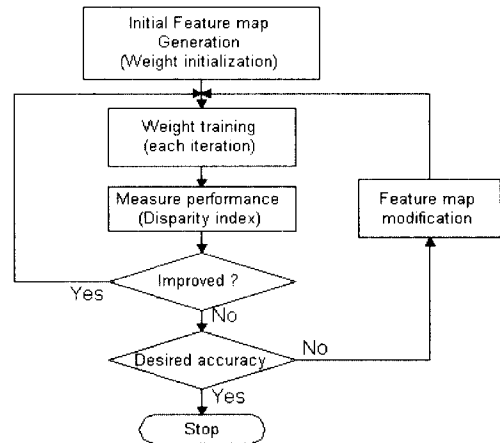 Initial Feature map
Generation
(Weight initialization)
Weight training
(each iteration)
Measure performance
(Disparity index)
Feature map
modification
Improved ?
Yes
No
Desired accuracy
No
Yes
Stop